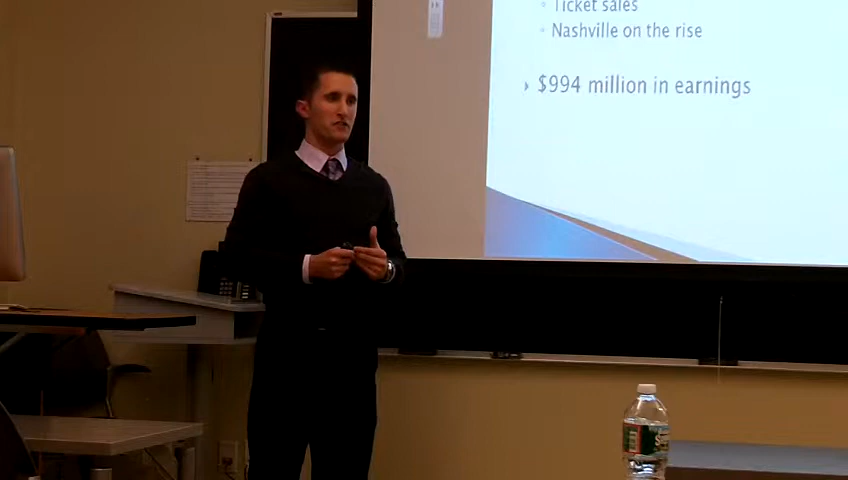 ◦ Ticket sales
◦ Nashville on the rise
$994 million in earnings